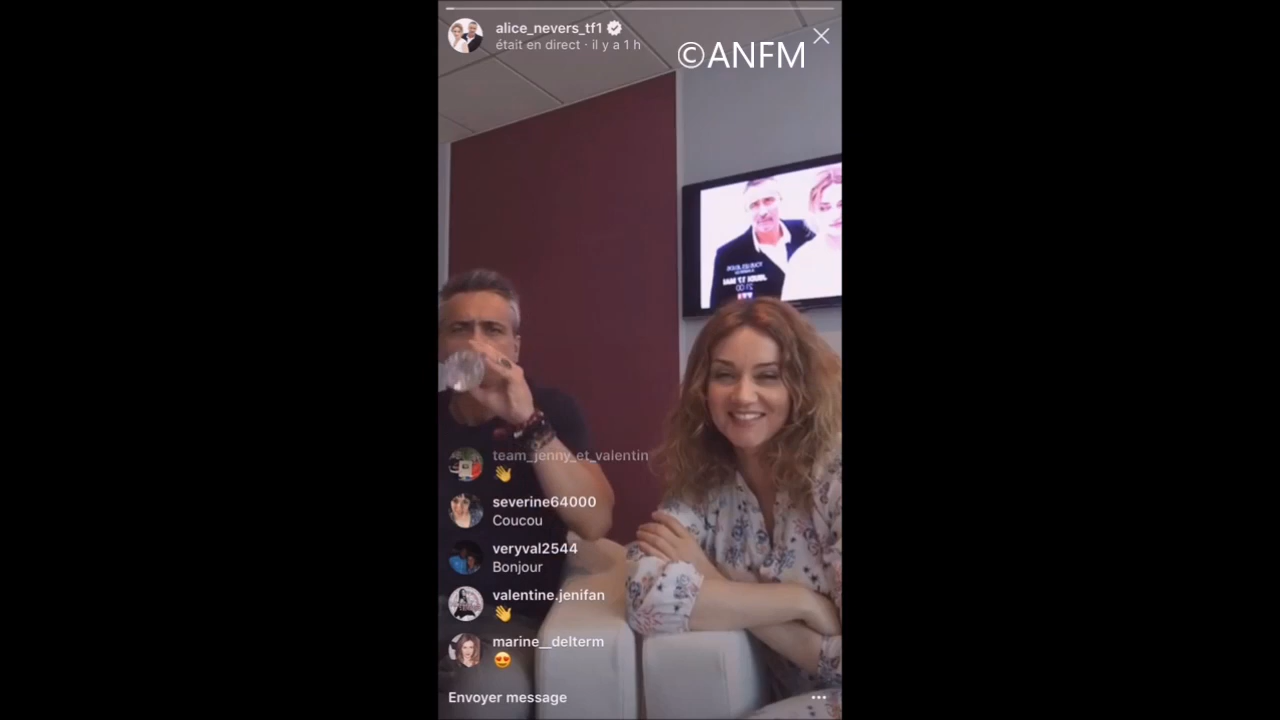 alice_nevers_tf1
était en direct · il y a 1 h
©ANFM
team_jenny_et_valentin
👋
severine64000
Coucou
veryval2544
Bonjour
valentine.jenifan
👋
marine__delterm
😍
Envoyer message